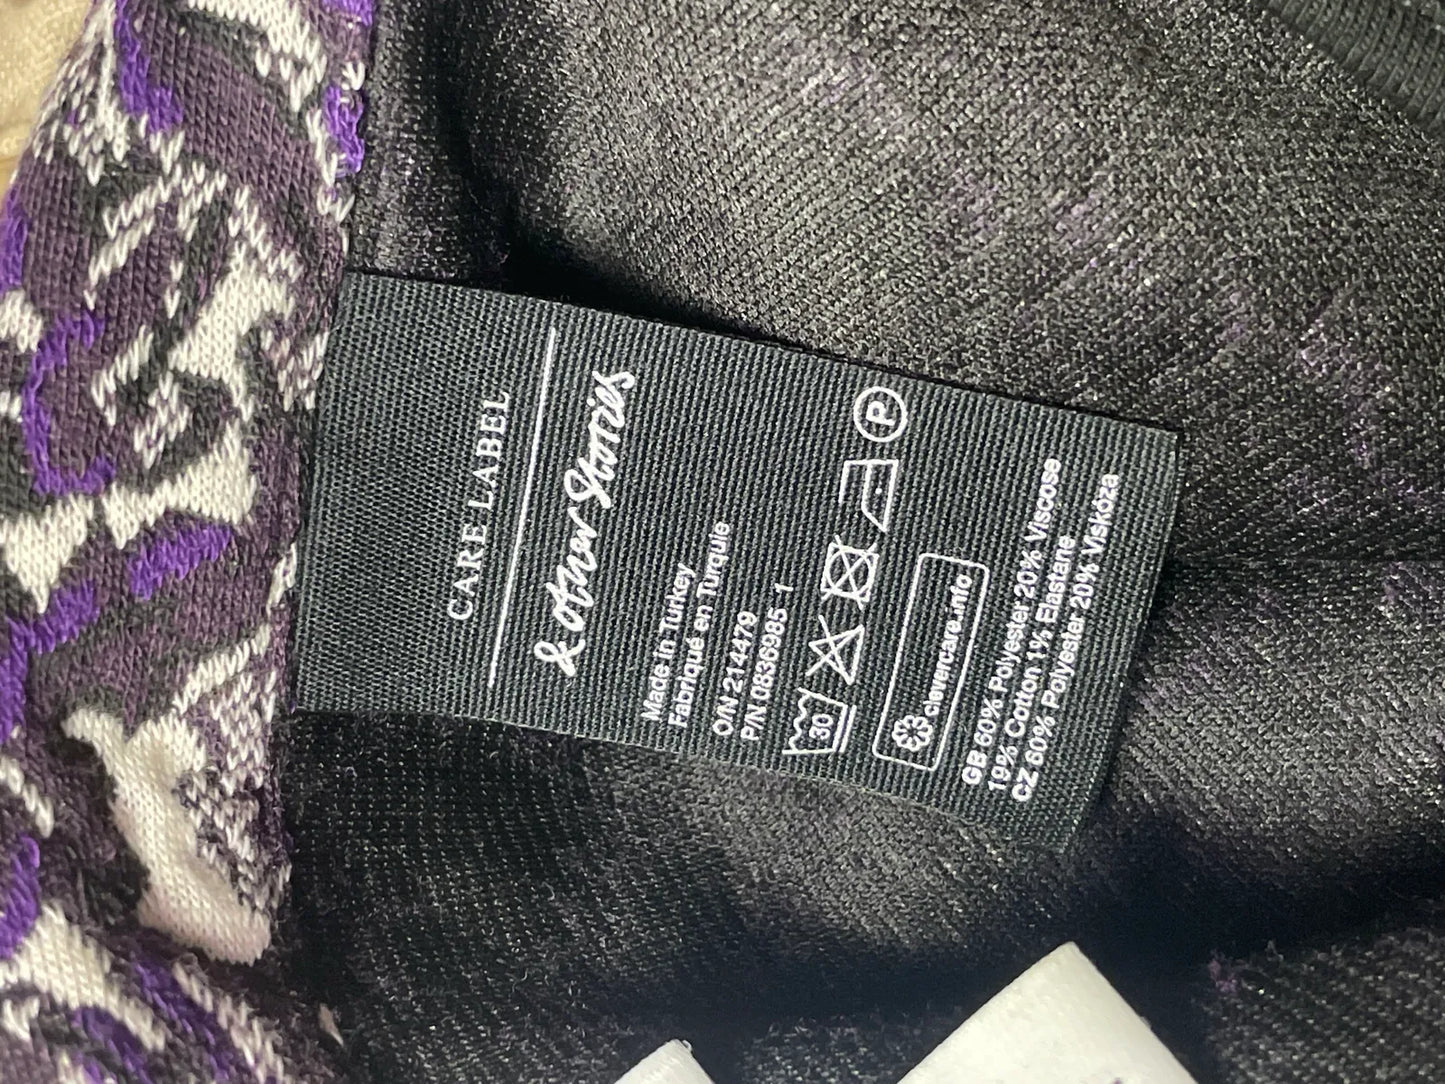 CARE LABEL
& other Stories
Made in Turkey
Fabriqué en Turquie
O/N 214479
P/N 0836985 1
30
P
clevercare.info
GB 60% Polyester 20% Viscose
19% Cotton 1% Elastane
CZ 60% Polyester 20% Viskóza